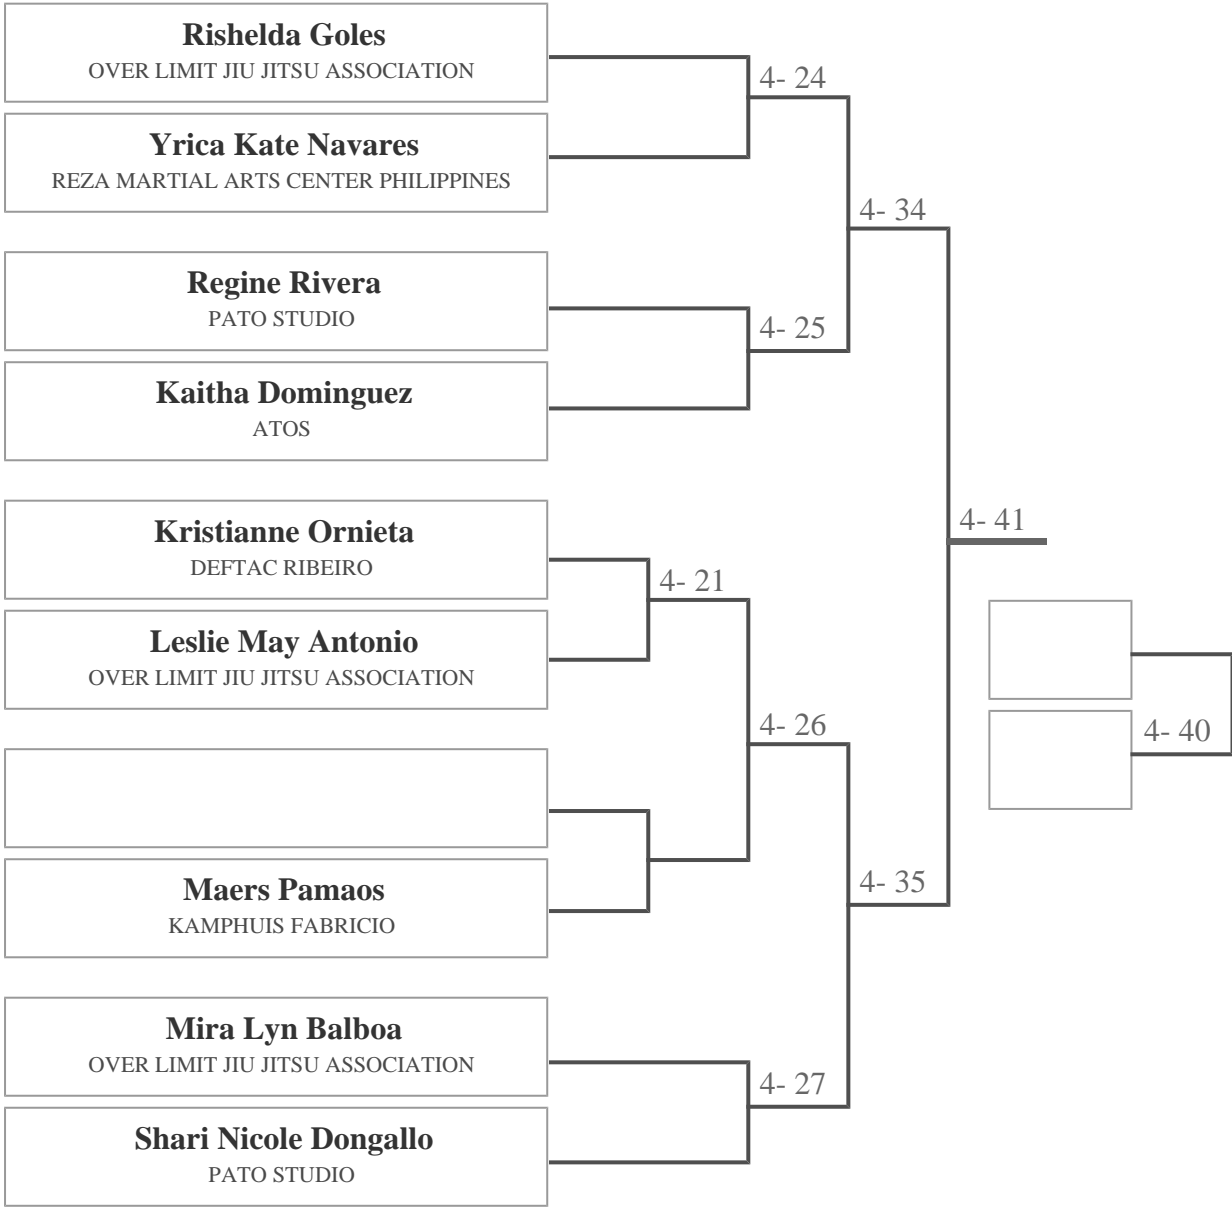 Rishelda Goles
OVER LIMIT JIU JITSU ASSOCIATION
4- 24
Yrica Kate Navares
REZA MARTIAL ARTS CENTER PHILIPPINES
4- 34
Regine Rivera
PATO STUDIO
4- 25
Kaitha Dominguez
ATOS
Kristianne Ornieta
DEFTAC RIBEIRO
4- 41
4- 21
Leslie May Antonio
OVER LIMIT JIU JITSU ASSOCIATION
4- 26
4- 40
Maers Pamaos
KAMPHUIS FABRICIO
4- 35
Mira Lyn Balboa
OVER LIMIT JIU JITSU ASSOCIATION
4- 27
Shari Nicole Dongallo
PATO STUDIO